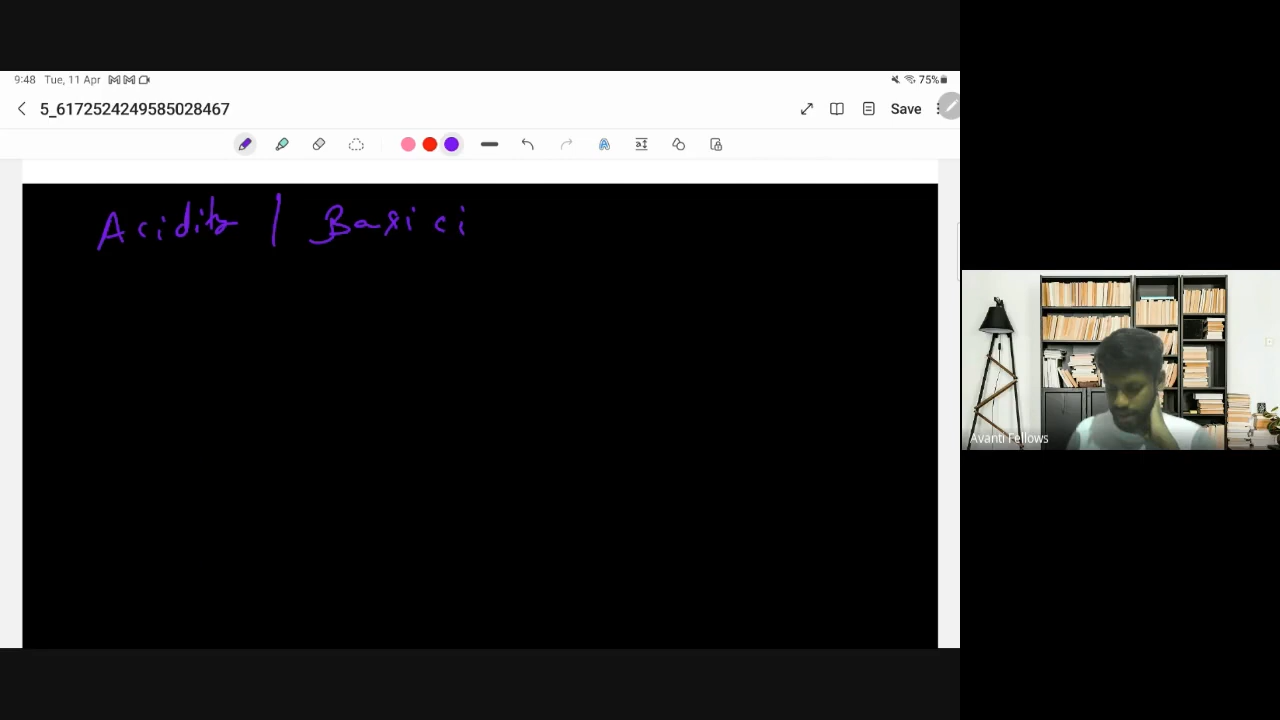 9:48 Tue, 11 Apr 75%
5_6172524249585028467 Save
Acidity | Basici
Avanti Fellows